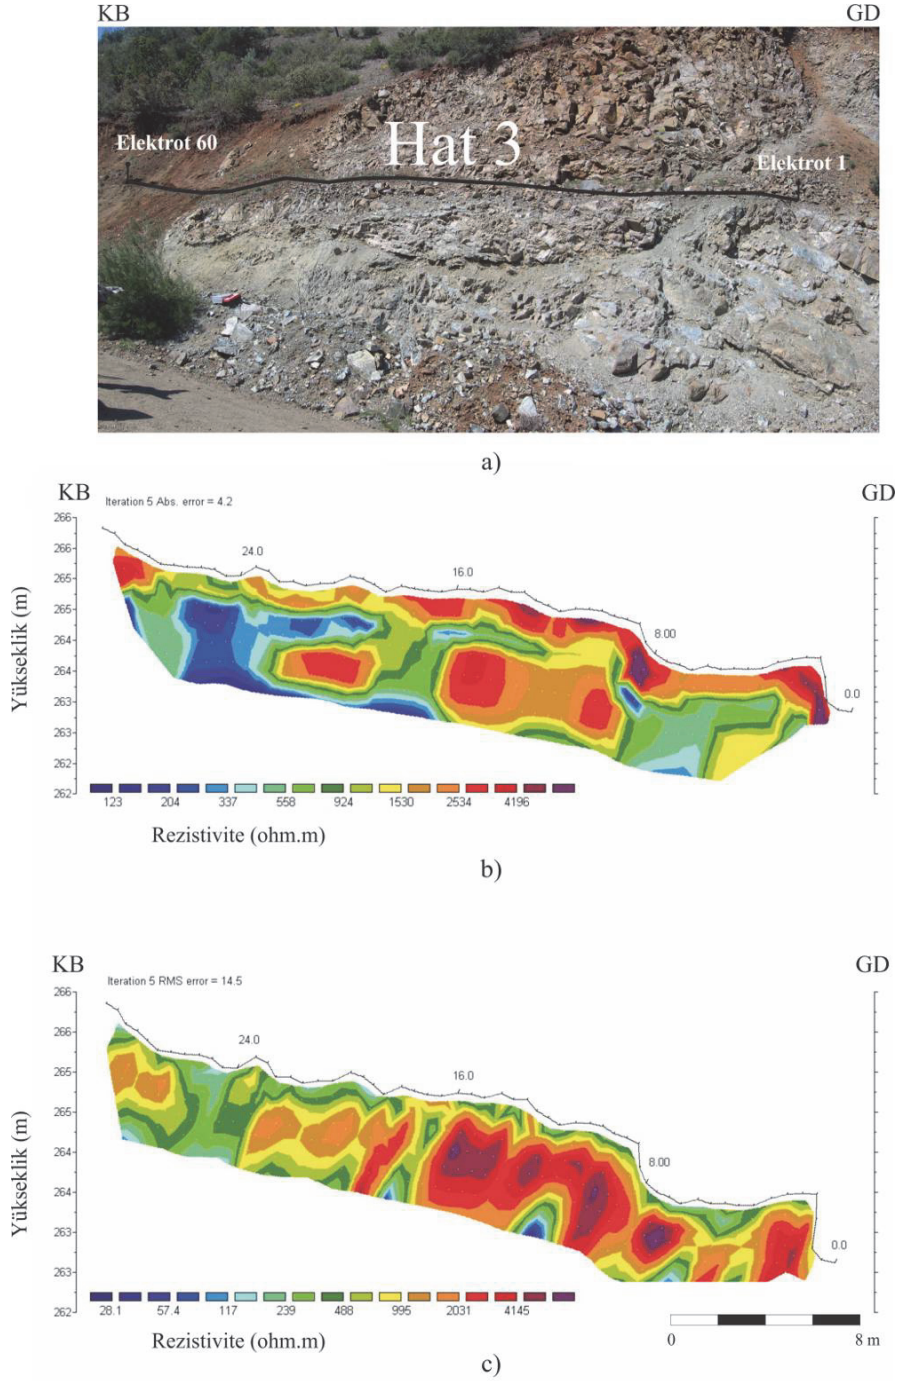 KB GD
Elektrot 60
Hat 3
Elektrot 1
a)
KB GD
Iteration 5 Abs. error = 4.2
266
266
265
265
264
264
263
263
262
262
24.0
16.0
8.00
0.0
Yükseklik (m)
123 204 337 558 924 1530 2534 4196
Rezistivite (ohm.m)
b)
KB GD
Iteration 5 RMS error = 14.5
266
266
265
265
264
264
263
263
262
24.0
16.0
8.00
0.0
Yükseklik (m)
28.1 57.4 117 239 488 995 2031 4145
Rezistivite (ohm.m)
0 8 m
c)